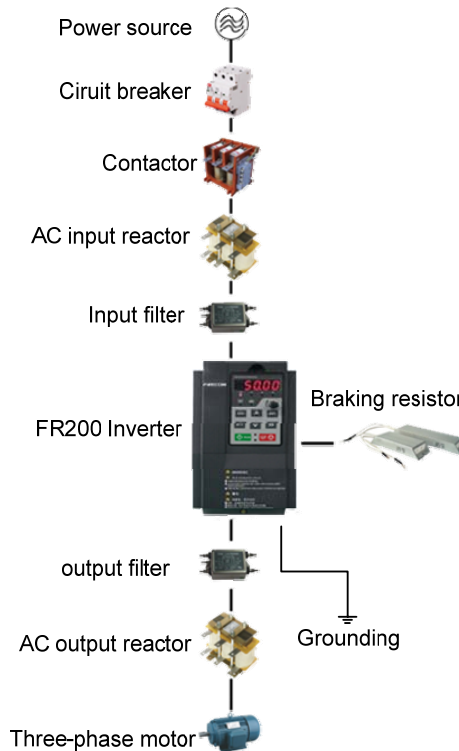 Power source
Ciruit breaker
Contactor
AC input reactor
Input filter
50.00
FR200 Inverter
Braking resistor
output filter
AC output reactor
Grounding
Three-phase motor